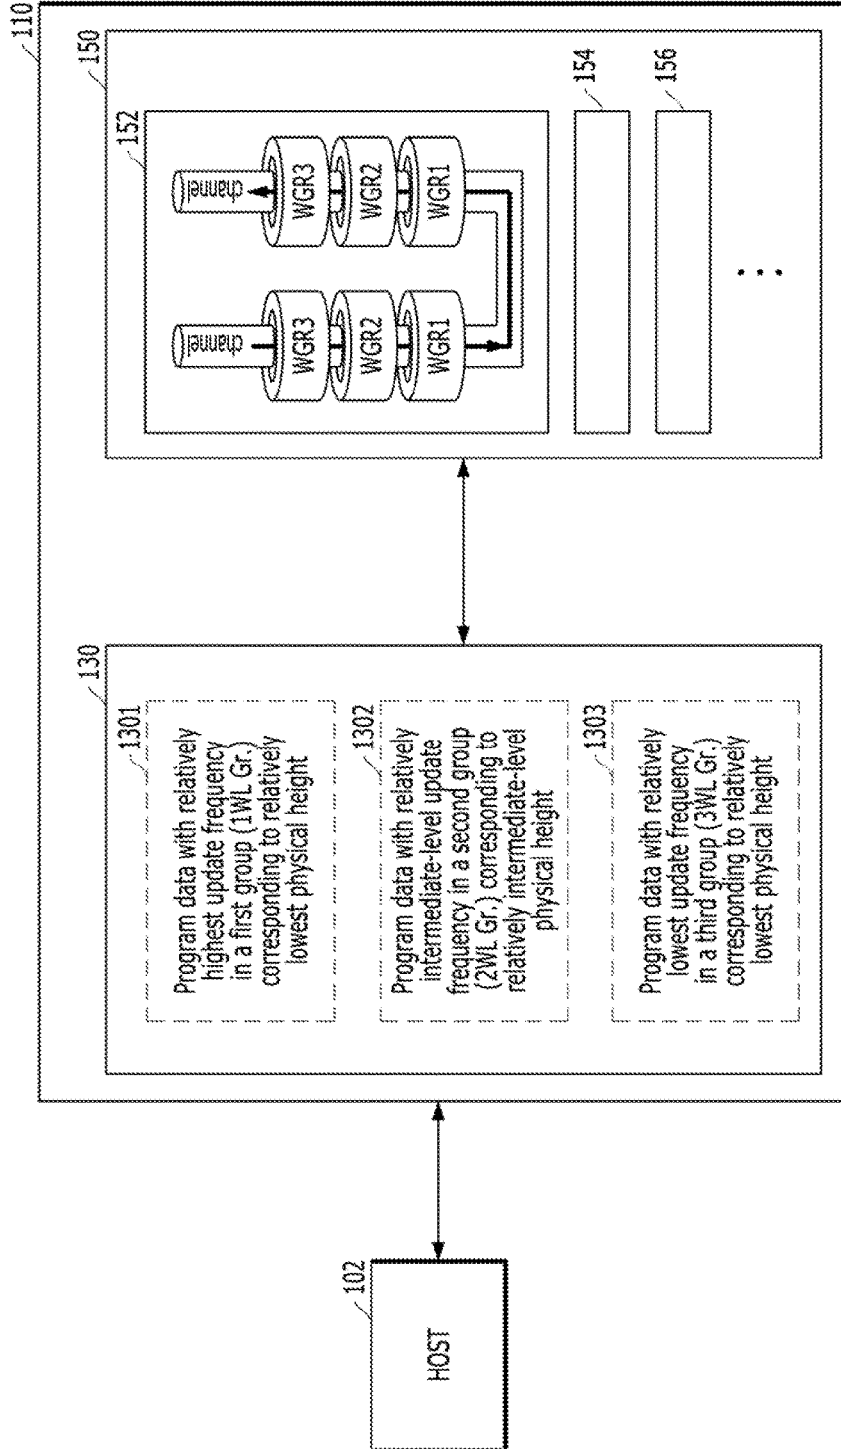 110
150
152
channel
channel
WGR3
WGR3
WGR2
WGR2
WGR1
WGR1
154
156
130
1301
Program data with relatively
highest update frequency
in a first group (1WL Gr.)
corresponding to relatively
lowest physical height
1302
Program data with relatively
intermediate-level update
frequency in a second group
(2WL Gr.) corresponding to
relatively intermediate-level
physical height
1303
Program data with relatively
lowest update frequency
in a third group (3WL Gr.)
corresponding to relatively
lowest physical height
102
HOST